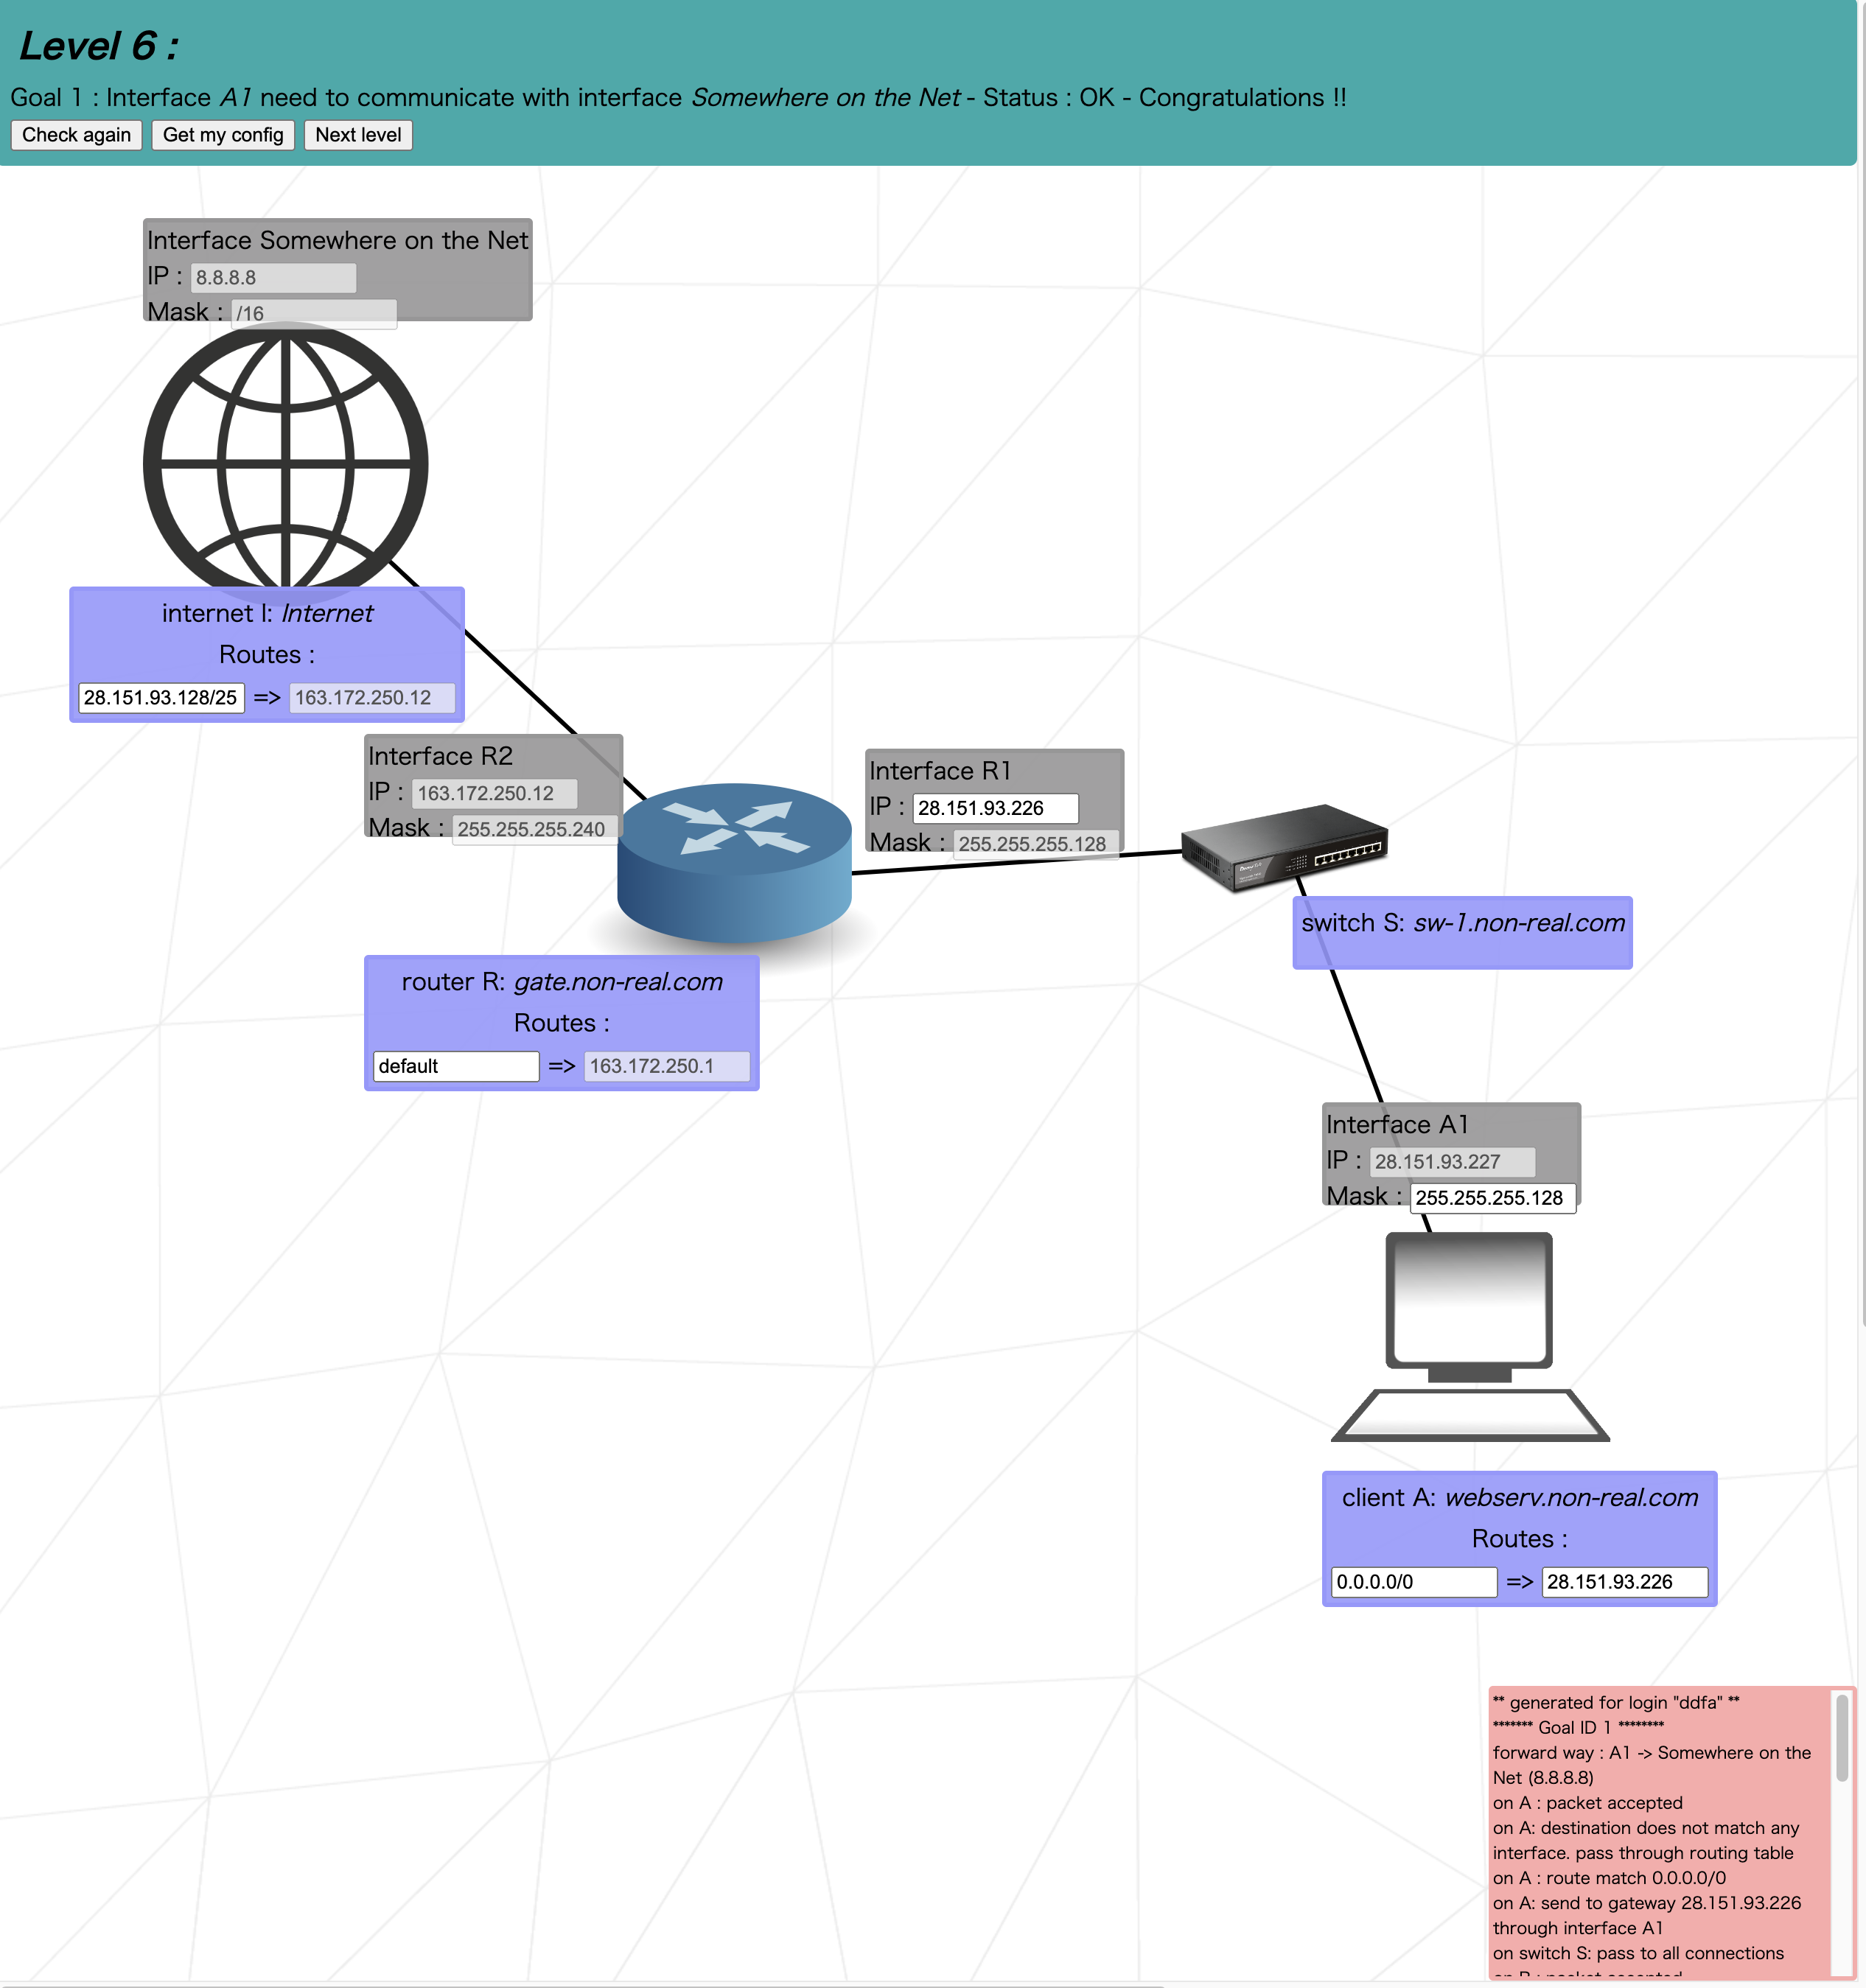 Level 6 :
Goal 1 : Interface A1 need to communicate with interface Somewhere on the Net - Status : OK - Congratulations !!
Check again Get my config Next level
Interface Somewhere on the Net
IP : 8.8.8.8
Mask : /16
internet I: Internet
Routes :
28.151.93.128/25 => 163.172.250.12
Interface R2
IP : 163.172.250.12
Mask : 255.255.255.240
Interface R1
IP : 28.151.93.226
Mask : 255.255.255.128
switch S: sw-1.non-real.com
router R: gate.non-real.com
Routes :
default => 163.172.250.1
Interface A1
IP : 28.151.93.227
Mask : 255.255.255.128
client A: webserv.non-real.com
Routes :
0.0.0.0/0 => 28.151.93.226
** generated for login "ddfa" **
******* Goal ID 1 ********
forward way : A1 -> Somewhere on the
Net (8.8.8.8)
on A : packet accepted
on A: destination does not match any
interface. pass through routing table
on A : route match 0.0.0.0/0
on A: send to gateway 28.151.93.226
through interface A1
on switch S: pass to all connections
on R : packet accepted